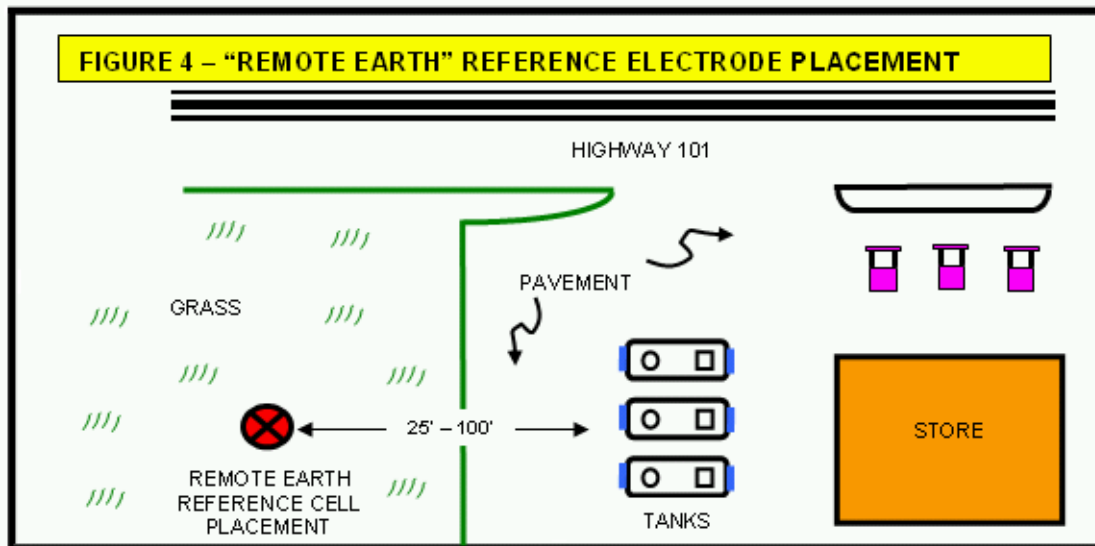 FIGURE 4 – “REMOTE EARTH” REFERENCE ELECTRODE PLACEMENT
HIGHWAY 101
PAVEMENT
GRASS
25' – 100'
STORE
REMOTE EARTH
REFERENCE CELL
PLACEMENT
TANKS